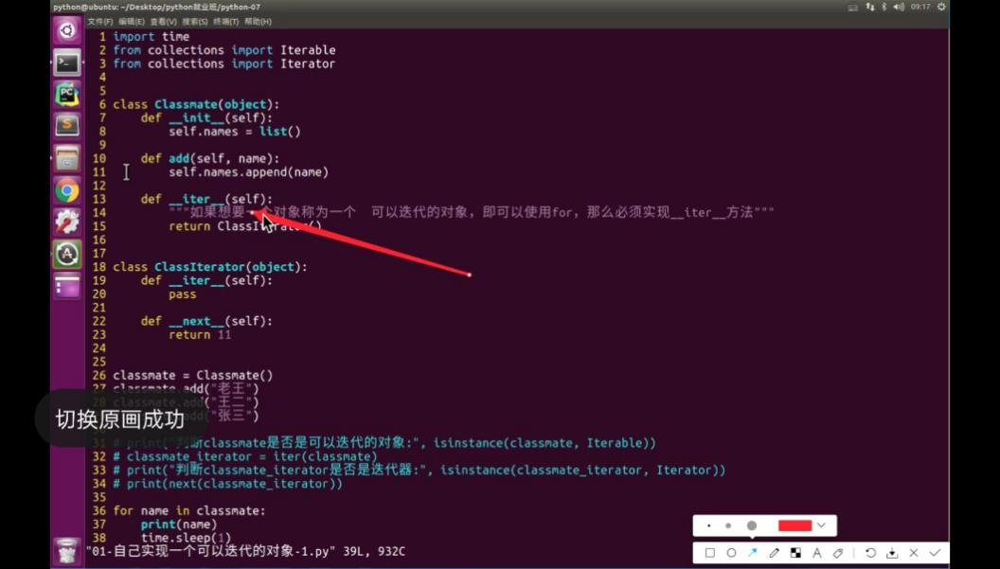 python@ubuntu: ~/Desktop/python就业班/python-07
09:17
文件(F) 编辑(E) 查看(V) 搜索(S) 终端(T) 帮助(H)
1 import time
2 from collections import Iterable
3 from collections import Iterator
4
5
6 class Classmate(object):
7     def __init__(self):
8         self.names = list()
9
10     def add(self, name):
11         self.names.append(name)
12
13     def __iter__(self):
14         """如果想要一个对象称为一个  可以迭代的对象，即可以使用for，那么必须实现__iter__方法"""
15         return ClassIterator()
16
17
18 class ClassIterator(object):
19     def __iter__(self):
20         pass
21
22     def __next__(self):
23         return 11
24
25
26 classmate = Classmate()
27 classmate.add("老王")
28 classmate.add("王二")
add("张三")
切换原画成功
31 # print("判断classmate是否是可以迭代的对象:", isinstance(classmate, Iterable))
32 # classmate_iterator = iter(classmate)
33 # print("判断classmate_iterator是否是迭代器:", isinstance(classmate_iterator, Iterator))
34 # print(next(classmate_iterator))
35
36 for name in classmate:
37     print(name)
38     time.sleep(1)
"01-自己实现一个可以迭代的对象-1.py" 39L, 932C